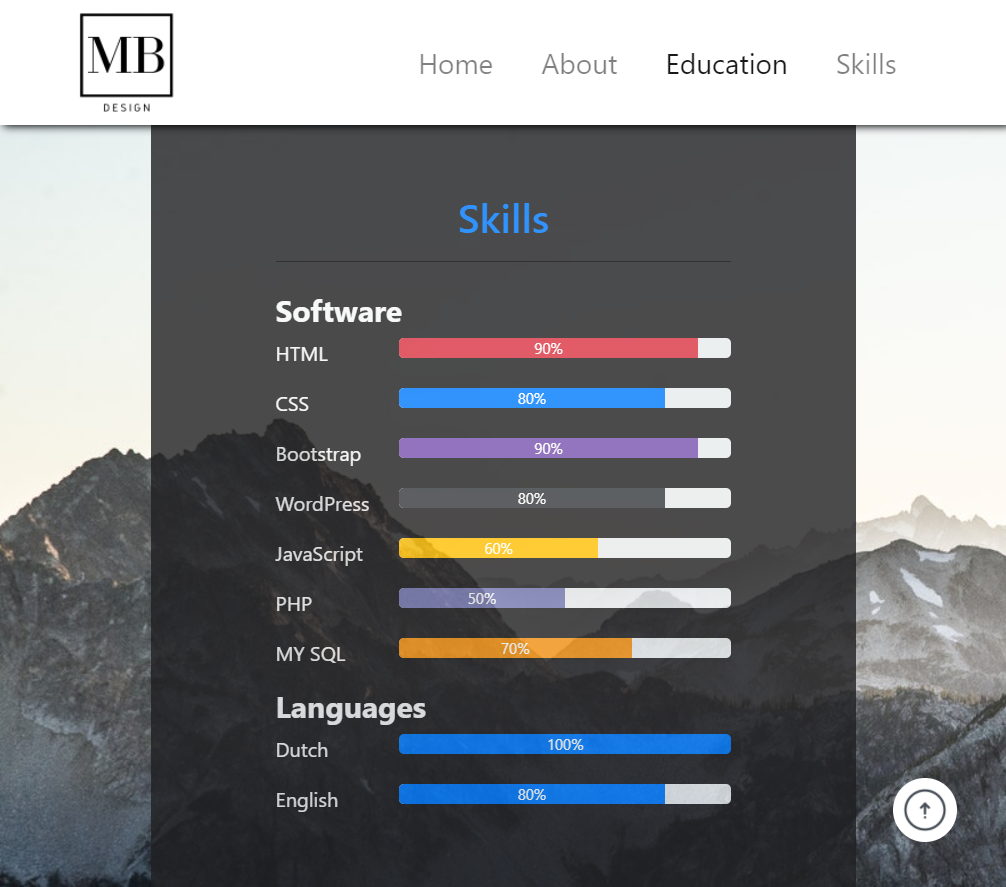 MB
DESIGN
Home About Education Skills
Skills
Software
HTML 90%
CSS 80%
Bootstrap 90%
WordPress 80%
JavaScript 60%
PHP 50%
MY SQL 70%
Languages
Dutch 100%
English 80%